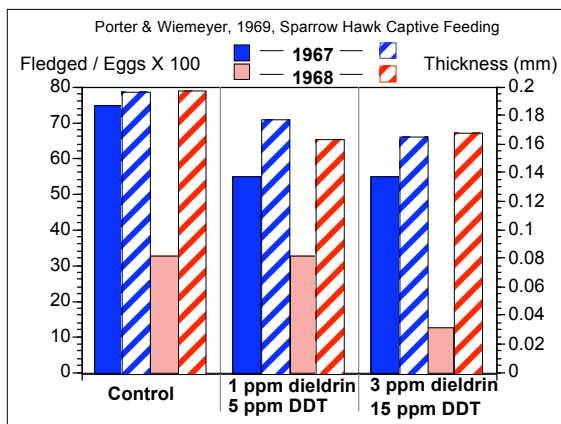 Porter & Wiemeyer, 1969, Sparrow Hawk Captive Feeding
1967
1968
Fledged / Eggs X 100
Thickness (mm)
80
70
60
50
40
30
20
10
0
0.2
0.18
0.16
0.14
0.12
0.1
0.08
0.06
0.04
0.02
0
Control
1 ppm dieldrin
5 ppm DDT
3 ppm dieldrin
15 ppm DDT